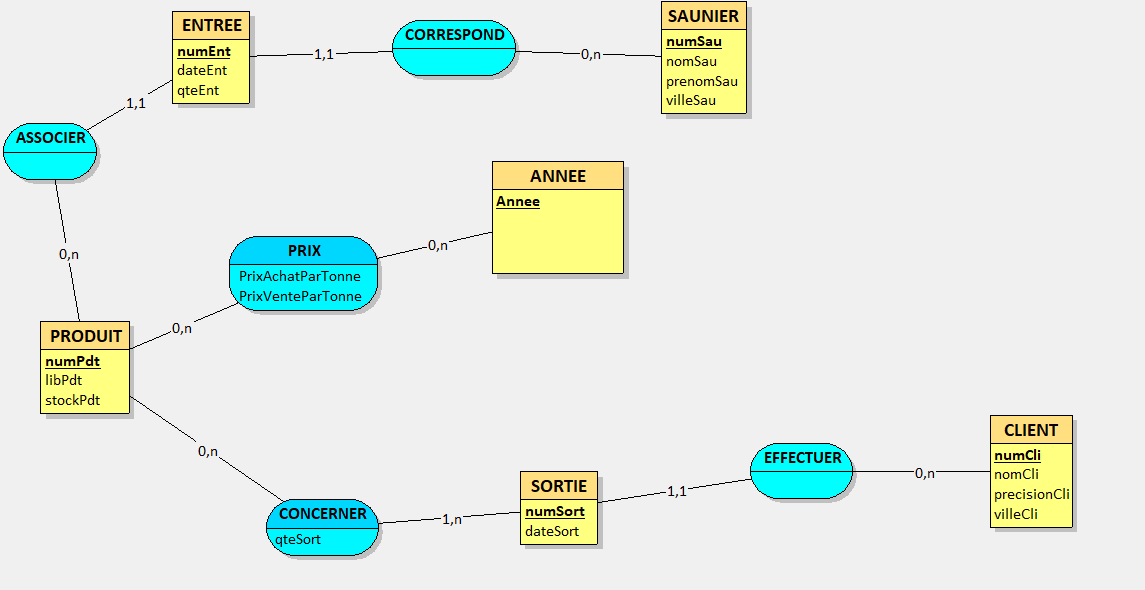 ENTREE
numEnt
dateEnt
qteEnt
1,1
CORRESPOND
0,n
SAUNIER
numSau
nomSau
prenomSau
villeSau
1,1
ASSOCIER
0,n
ANNEE
Annee
0,n
PRIX
PrixAchatParTonne
PrixVenteParTonne
0,n
PRODUIT
numPdt
libPdt
stockPdt
0,n
CONCERNER
qteSort
1,n
SORTIE
numSort
dateSort
1,1
EFFECTUER
0,n
CLIENT
numCli
nomCli
precisionCli
villeCli